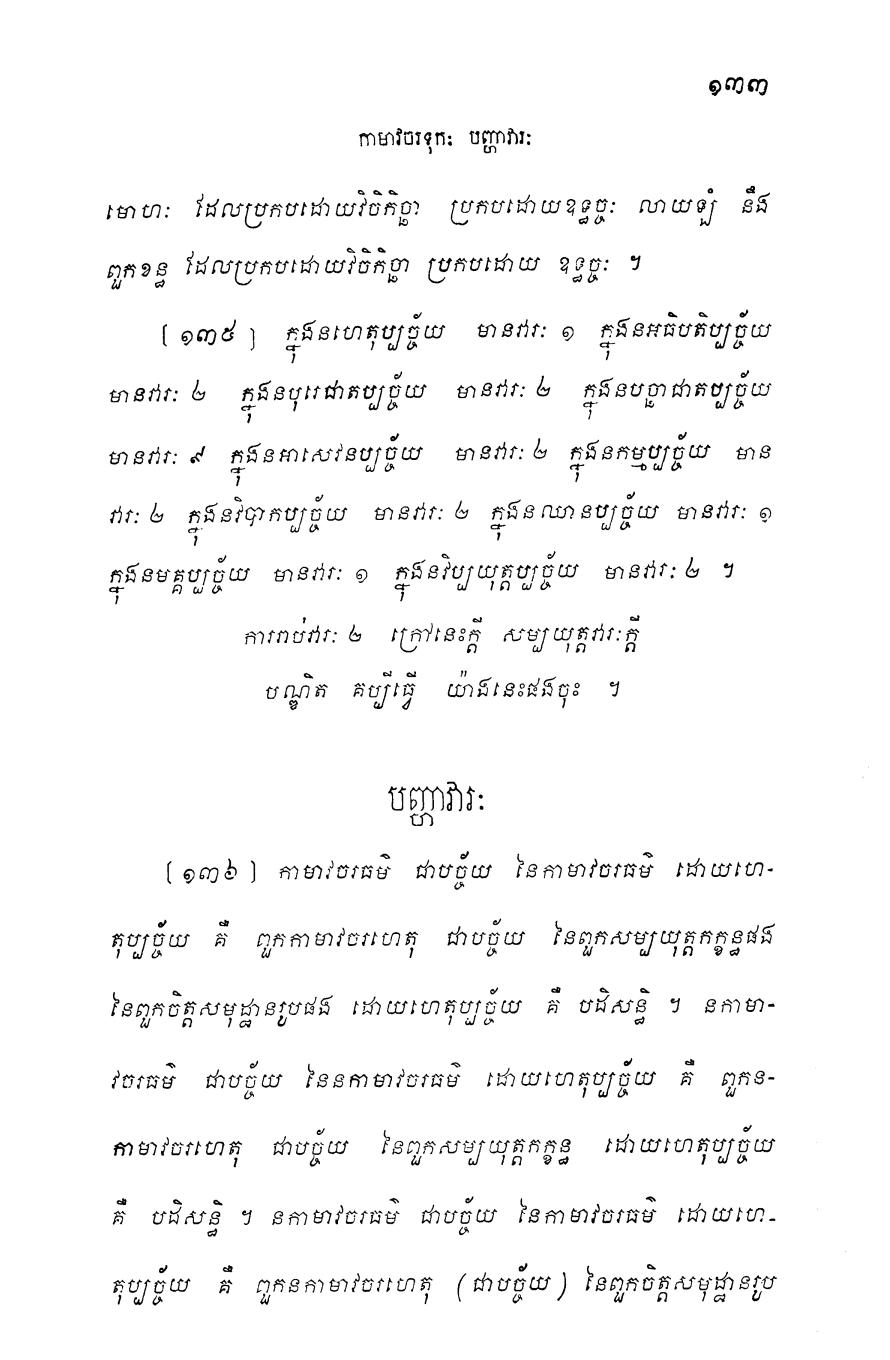 ១៣៣
កាមាវចរទុកៈ បញ្ហាវារៈ
មោហៈ ដែលប្រកបដោយវិចិកិច្ឆា ប្រកបដោយឧទ្ធច្ចៈ លាយឡំ នឹង
ពួកខន្ធ ដែលប្រកបដោយវិចិកិច្ឆា ប្រកបដោយ ឧទ្ធច្ចៈ ។
[១៣៥] ក្នុងនហេតុប្បច្ច័យ មានវារៈ ១ ក្នុងនអធិបតិប្បច្ច័យ
មានវារៈ ២ ក្នុងនបុរេជាតប្បច្ច័យ មានវារៈ ២ ក្នុងនបច្ឆាជាតប្បច្ច័យ
មានវារៈ ៩ ក្នុងនអាសេវនប្បច្ច័យ មានវារៈ ២ ក្នុងនកម្មប្បច្ច័យ មាន
វារៈ ២ ក្នុងនវិបាកប្បច្ច័យ មានវារៈ ២ ក្នុងនឈានប្បច្ច័យ មានវារៈ ១
ក្នុងនមគ្គប្បច្ច័យ មានវារៈ ១ ក្នុងនវិប្បយុត្តប្បច្ច័យ មានវារៈ ២ ។
ការរាប់វារៈ ២ ក្រៅនេះក្តី សម្បយុត្តវារៈក្តី
បណ្ឌិត គប្បីធ្វើ យ៉ាងនេះផងចុះ ។
បញ្ហាវារៈ
[១៣៦] កាមាវចរធម៌ ជាបច្ច័យ នៃកាមាវចរធម៌ ដោយហេ-
តុប្បច្ច័យ គឺ ពួកកាមាវចរហេតុ ជាបច្ច័យ នៃពួកសម្បយុត្តកក្ខន្ធផង
នៃពួកចិត្តសមុដ្ឋានរូបផង ដោយហេតុប្បច្ច័យ គឺ បដិសន្ធិ ។ នកាមា-
វចរធម៌ ជាបច្ច័យ នៃនកាមាវចរធម៌ ដោយហេតុប្បច្ច័យ គឺ ពួកន-
កាមាវចរហេតុ ជាបច្ច័យ នៃពួកសម្បយុត្តកក្ខន្ធ ដោយហេតុប្បច្ច័យ
គឺ បដិសន្ធិ ។ នកាមាវចរធម៌ ជាបច្ច័យ នៃកាមាវចរធម៌ ដោយហេ-
តុប្បច្ច័យ គឺ ពួកនកាមាវចរហេតុ (ជាបច្ច័យ) នៃពួកចិត្តសមុដ្ឋានរូប